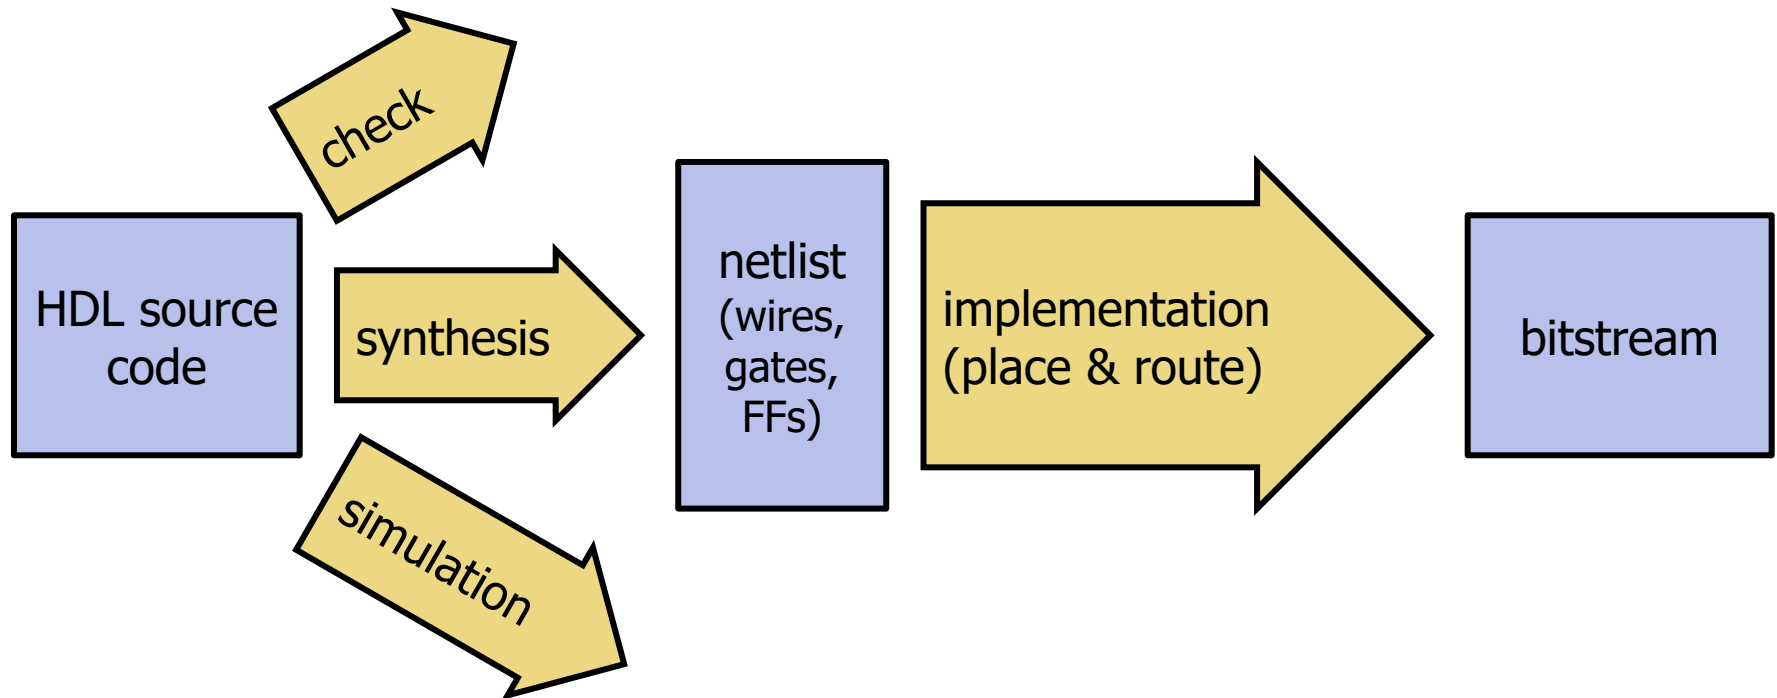 check
HDL source
code
synthesis
simulation
netlist
(wires,
gates,
FFs)
implementation
(place & route)
bitstream